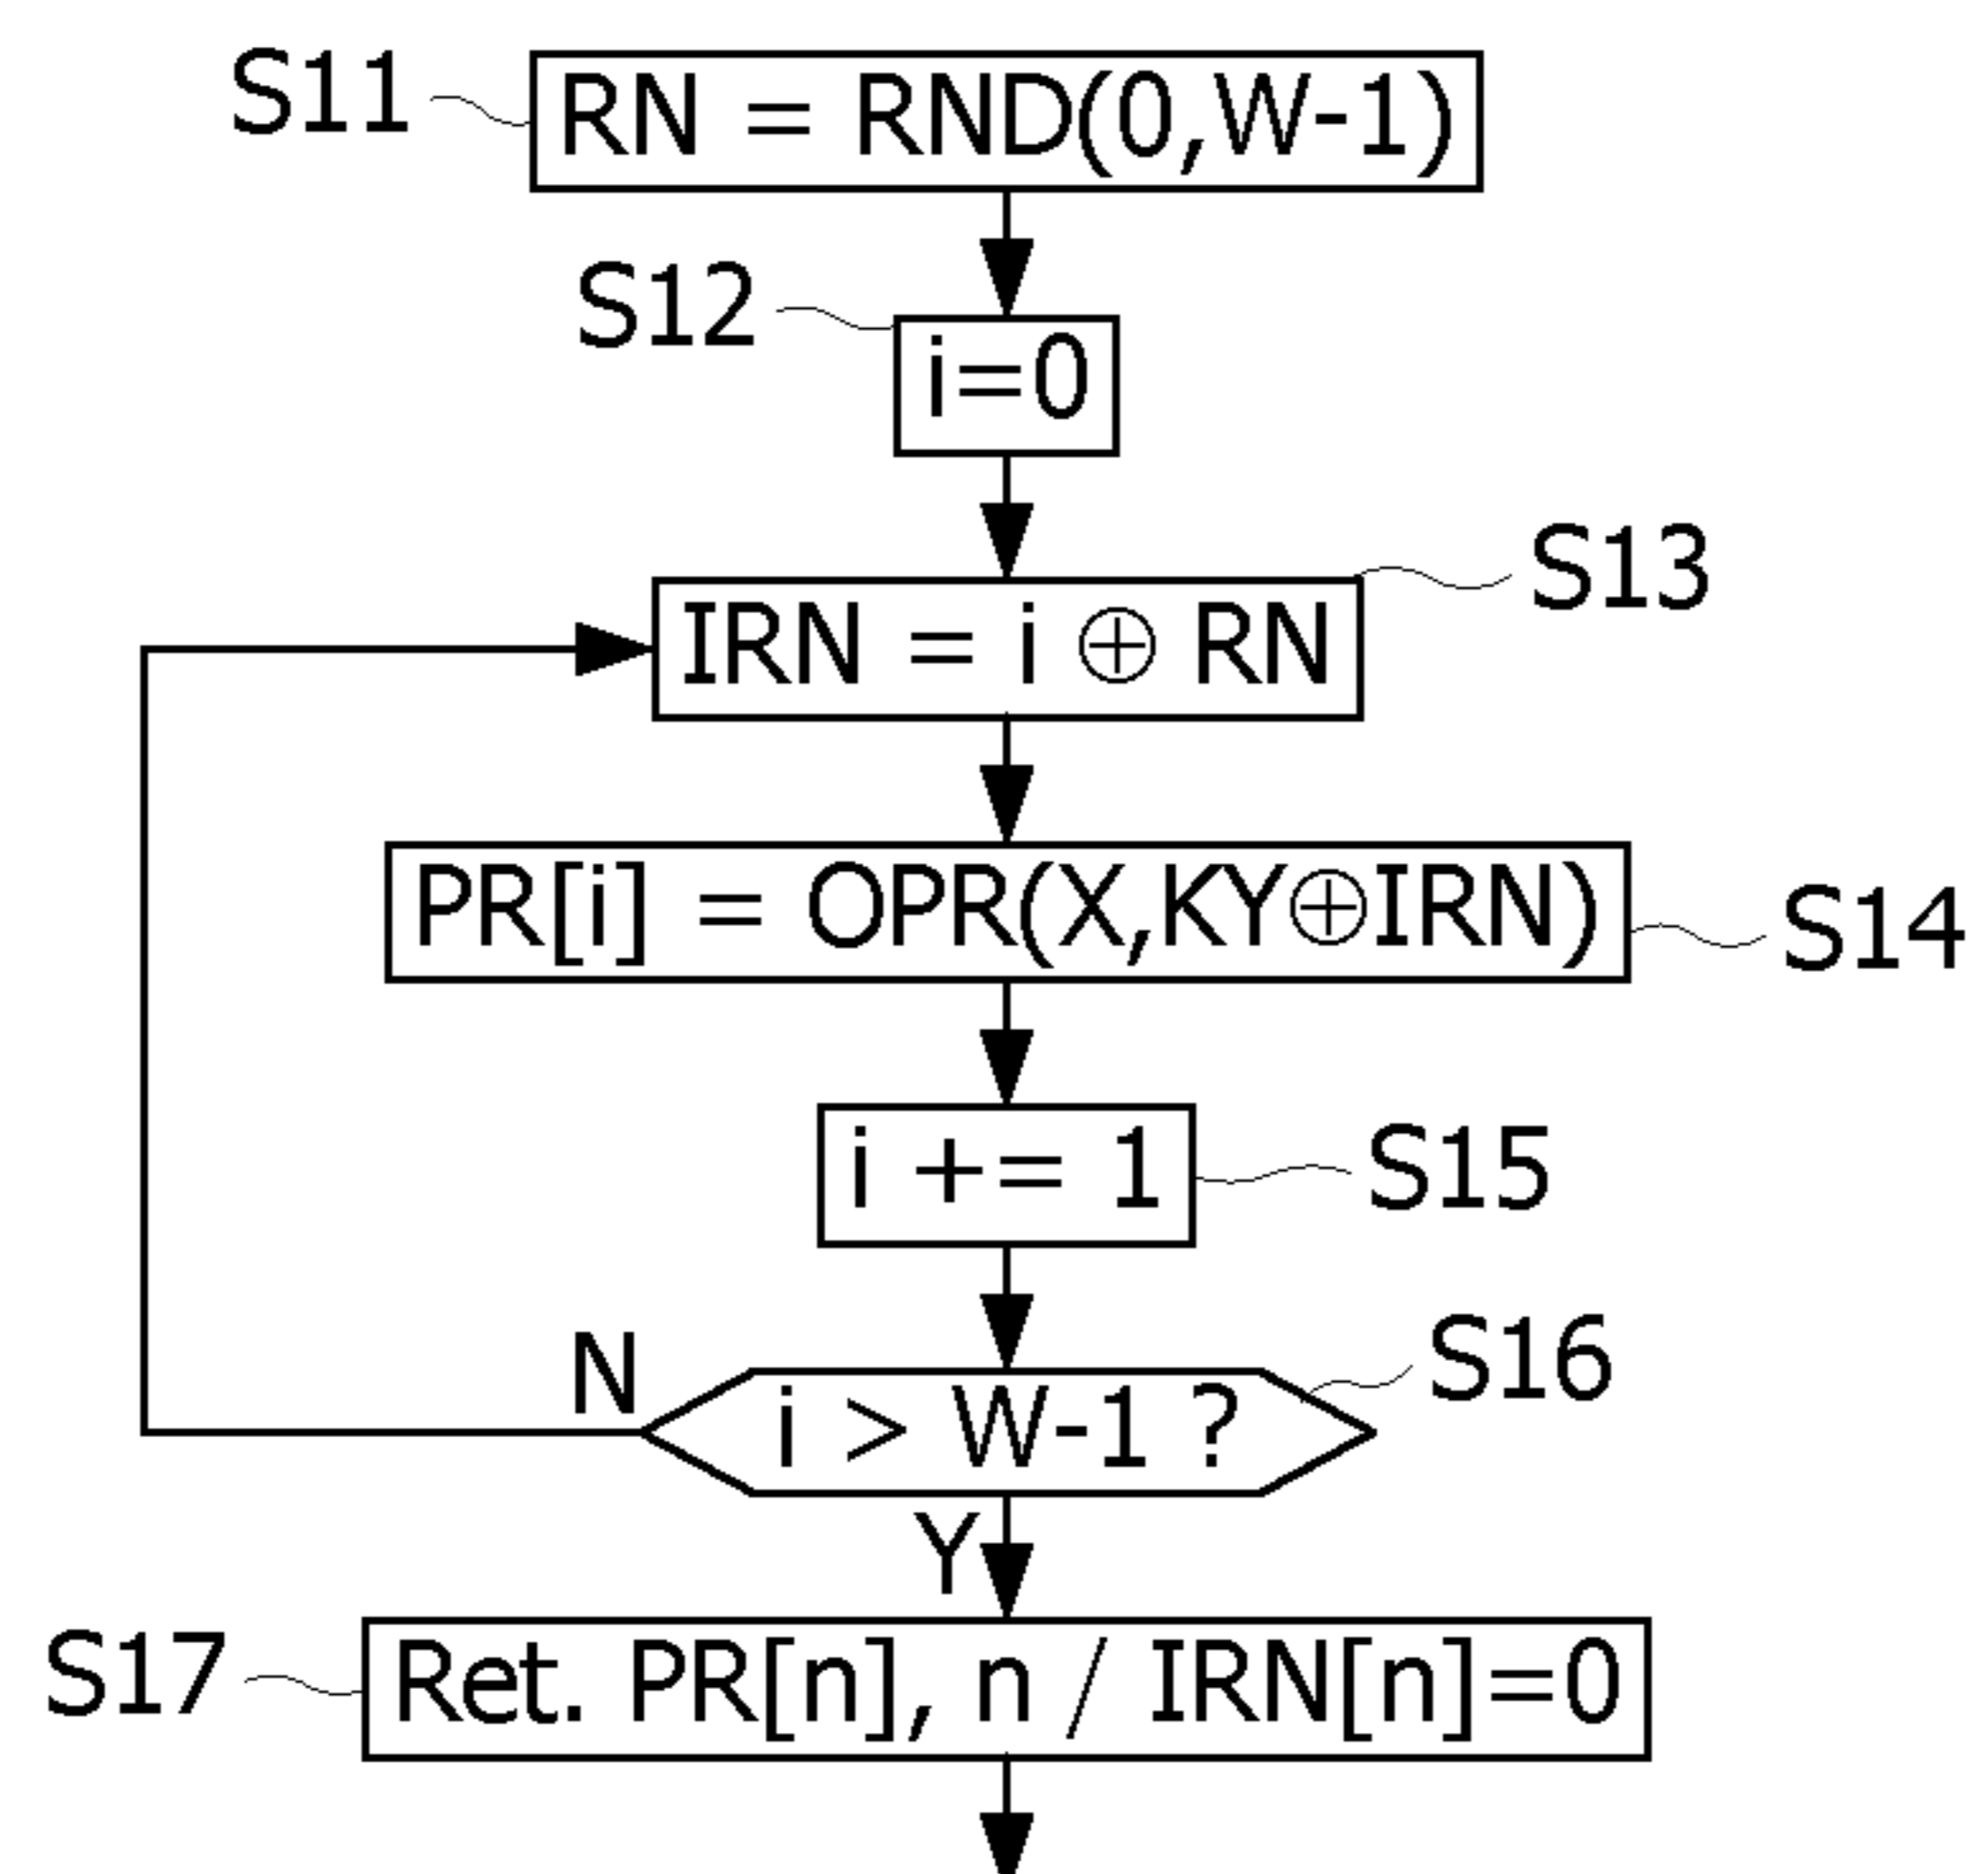 S11
RN = RND(0,W-1)
S12
i=0
S13
IRN = i ⊕ RN
PR[i] = OPR(X,KY⊕IRN)
S14
i += 1
S15
N
i > W-1 ?
S16
Y
S17
Ret. PR[n], n / IRN[n]=0